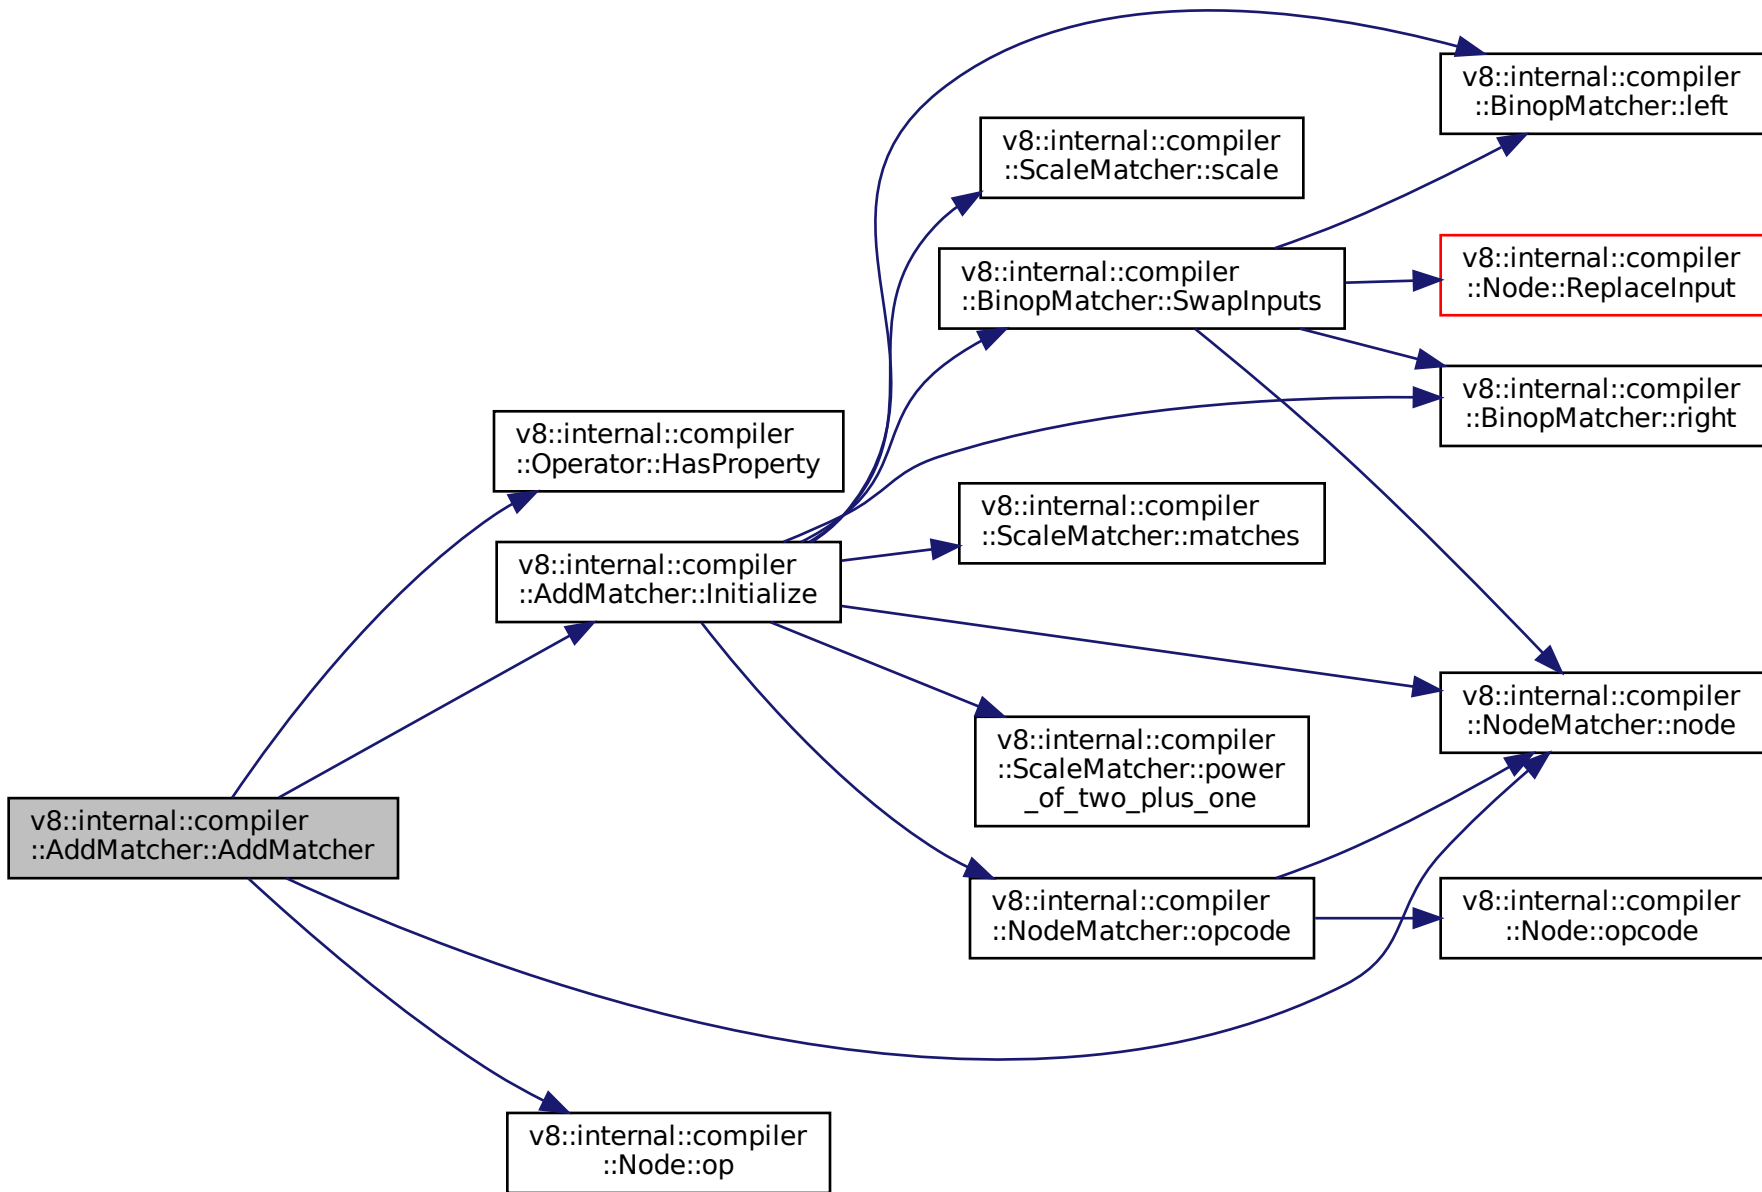 v8::internal::compiler
::BinopMatcher::left
v8::internal::compiler
::ScaleMatcher::scale
v8::internal::compiler
::BinopMatcher::SwapInputs
v8::internal::compiler
::Node::ReplaceInput
v8::internal::compiler
::BinopMatcher::right
v8::internal::compiler
::Operator::HasProperty
v8::internal::compiler
::ScaleMatcher::matches
v8::internal::compiler
::AddMatcher::Initialize
v8::internal::compiler
::NodeMatcher::node
v8::internal::compiler
::ScaleMatcher::power
_of_two_plus_one
v8::internal::compiler
::AddMatcher::AddMatcher
v8::internal::compiler
::NodeMatcher::opcode
v8::internal::compiler
::Node::opcode
v8::internal::compiler
::Node::op